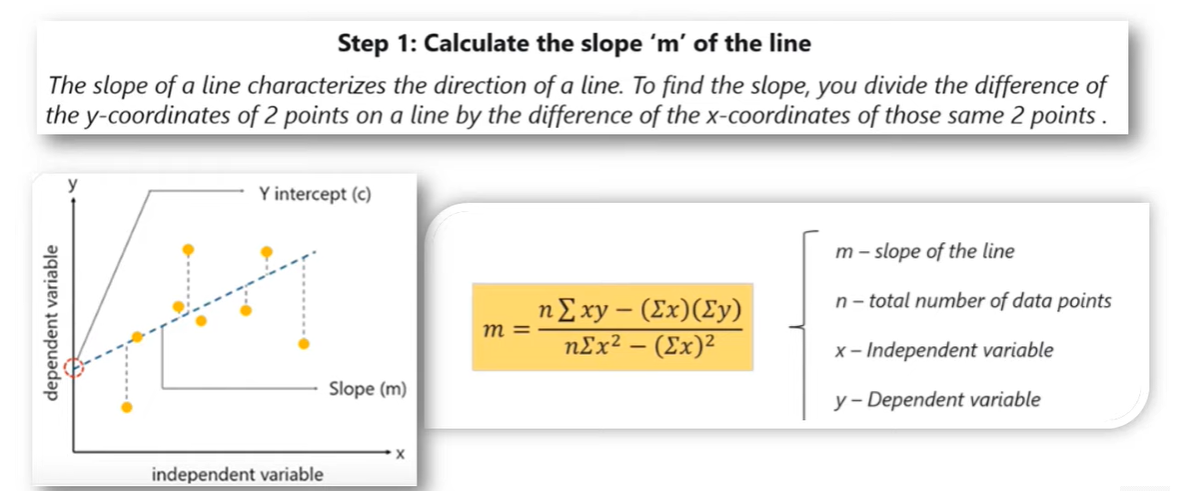 Step 1: Calculate the slope ‘m’ of the line
The slope of a line characterizes the direction of a line. To find the slope, you divide the difference of
the y-coordinates of 2 points on a line by the difference of the x-coordinates of those same 2 points .
y
Y intercept (c)
dependent variable
Slope (m)
x
independent variable
m = \frac{n∑xy − (Σx)(Σy)}{nΣx² − (Σx)²}
m – slope of the line
n – total number of data points
x – Independent variable
y – Dependent variable